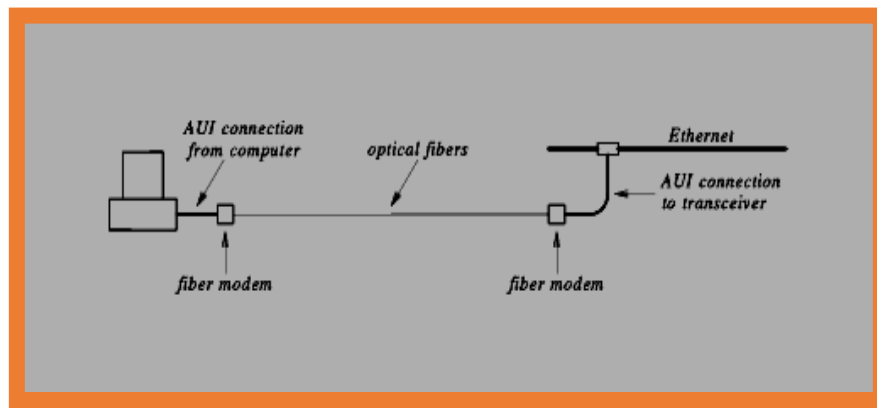 AUI connection
from computer
optical fibers
Ethernet
AUI connection
to transceiver
fiber modem
fiber modem